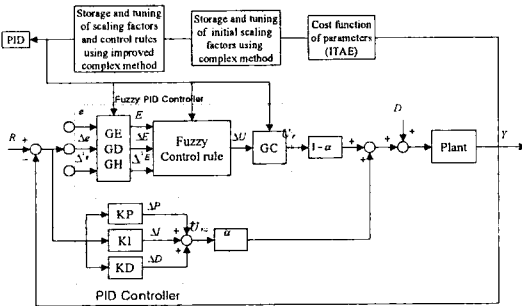 Storage and tuning
of scaling factors
and control rules
using improved
complex method
Storage and tuning
of initial scaling
factors using
complex method
Cost function
of parameters
(ITAE)
PID
Fuzzy PID Controller
e
E
D
R
+
-
Δe
GE
GD
GH
ΔE
Fuzzy
Control rule
ΔU
GC
1-α
+
+
+
+
Plant
Y
KP
ΔP
KI
ΔI
KD
ΔD
+
+
+
α
PID Controller